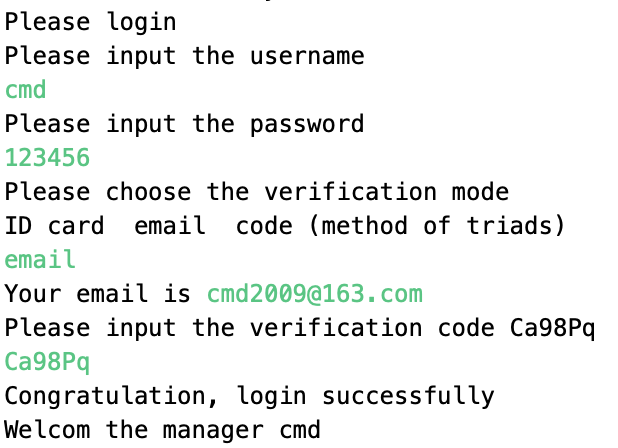 Please login
Please input the username
cmd
Please input the password
123456
Please choose the verification mode
ID card  email  code (method of triads)
email
Your email is cmd2009@163.com
Please input the verification code Ca98Pq
Ca98Pq
Congratulation, login successfully
Welcom the manager cmd